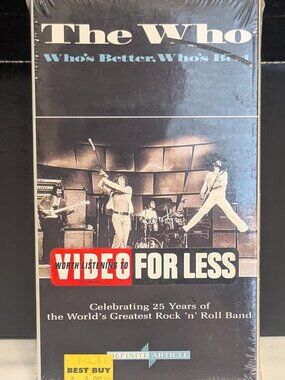 The Who
Who's Better, Who's B
WORTH LISTENING TO
VIDEO FOR LESS
Celebrating 25 Years of
the World's Greatest Rock 'n' Roll Band
DEFINITE ARTICLE
BEST BUY